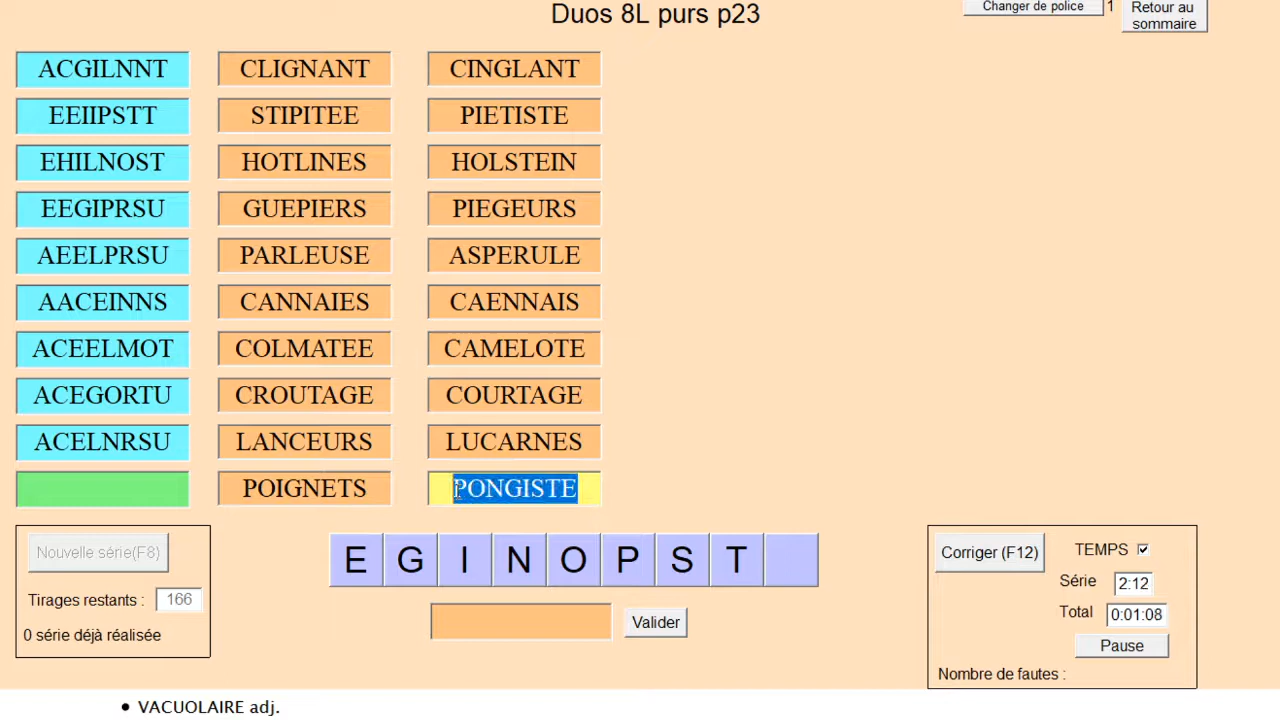 Duos 8L purs p23
Changer de police 1 Retour au sommaire
ACGILNNT CLIGNANT CINGLANT
EEIIPSTT STIPITEE PIETISTE
EHILNOST HOTLINES HOLSTEIN
EEGIPRSU GUEPIERS PIEGEURS
AEELPRSU PARLEUSE ASPERULE
AACEINNS CANNAIES CAENNAIS
ACEELMOT COLMATEE CAMELOTE
ACEGORTU CROUTAGE COURTAGE
ACELNRSU LANCEURS LUCARNES
POIGNETS PONGISTE
Nouvelle série(F8)
Tirages restants : 166
0 série déjà réalisée
E G I N O P S T
Valider
Corriger (F12) TEMPS
Série 2:12
Total 0:01:08
Pause
Nombre de fautes :
• VACUOLAIRE adj.